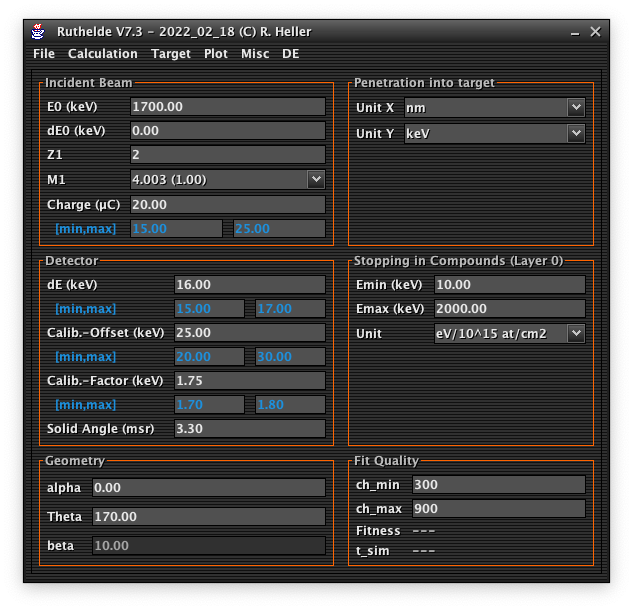 Ruthelde V7.3 - 2022_02_18 (C) R. Heller
File Calculation Target Plot Misc DE
Incident Beam
E0 (keV) 1700.00
dE0 (keV) 0.00
Z1 2
M1 4.003 (1.00)
Charge (µC) 20.00
[min,max] 15.00 25.00
Penetration into target
Unit X nm
Unit Y keV
Detector
dE (keV) 16.00
[min,max] 15.00 17.00
Calib.-Offset (keV) 25.00
[min,max] 20.00 30.00
Calib.-Factor (keV) 1.75
[min,max] 1.70 1.80
Solid Angle (msr) 3.30
Stopping in Compounds (Layer 0)
Emin (keV) 10.00
Emax (keV) 2000.00
Unit eV/10^15 at/cm2
Geometry
alpha 0.00
Theta 170.00
beta 10.00
Fit Quality
ch_min 300
ch_max 900
Fitness ---
t_sim ---